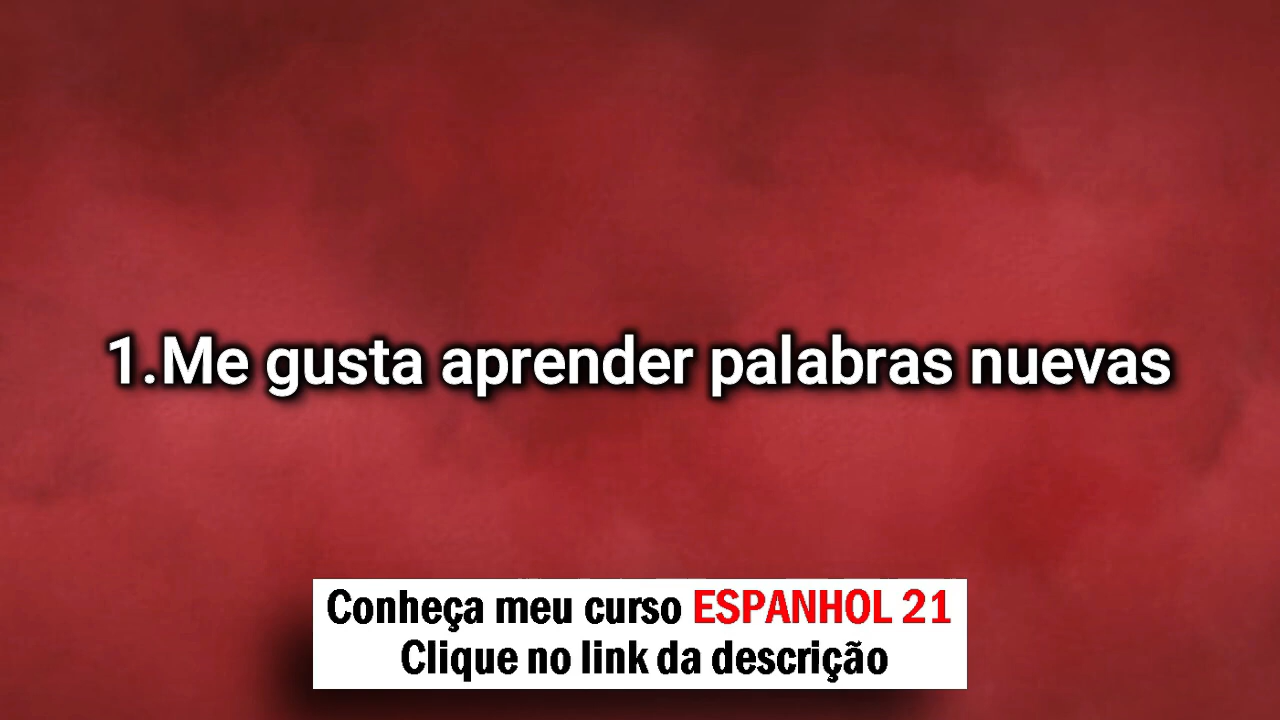 1.Me gusta aprender palabras nuevas
Conheça meu curso ESPANHOL 21
Clique no link da descrição